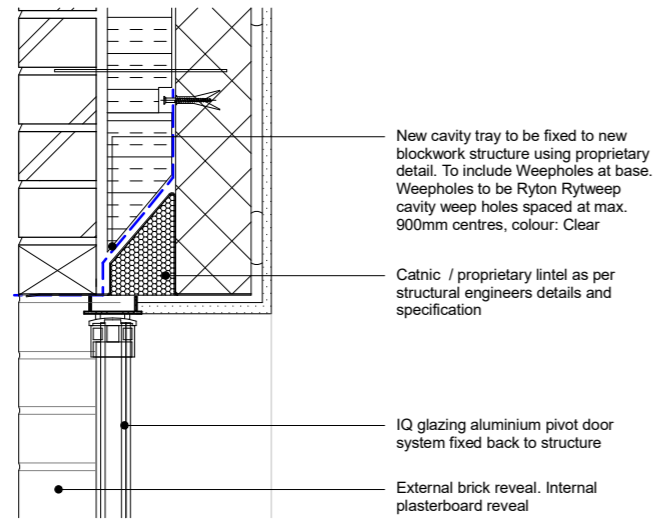 New cavity tray to be fixed to new
blockwork structure using proprietary
detail. To include Weepholes at base.
Weepholes to be Ryton Rytweep
cavity weep holes spaced at max.
900mm centres, colour: Clear
Catnic / proprietary lintel as per
structural engineers details and
specification
IQ glazing aluminium pivot door
system fixed back to structure
External brick reveal. Internal
plasterboard reveal